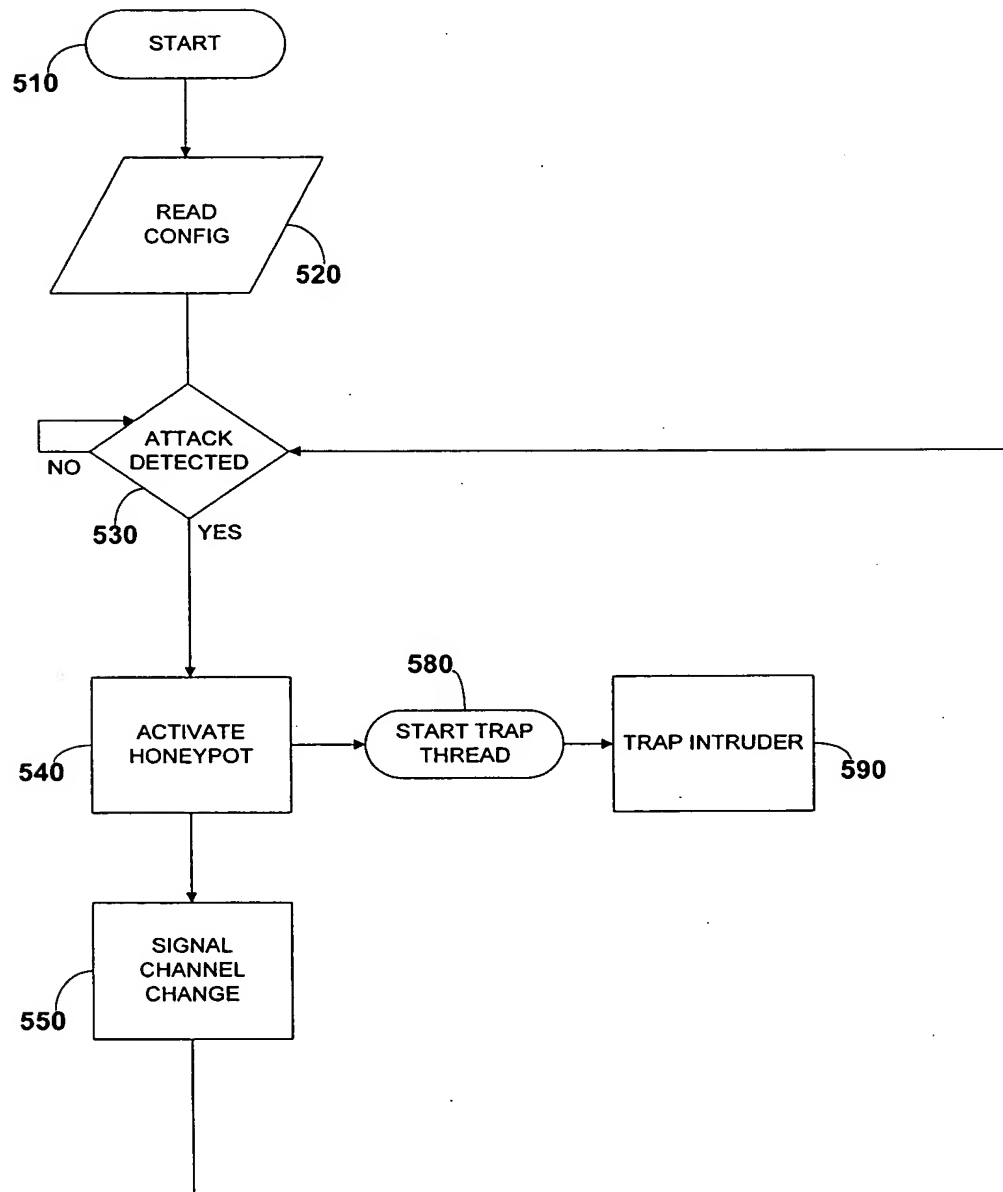 START
510
READ
CONFIG
520
ATTACK
DETECTED
NO
530
YES
580
ACTIVATE
HONEYPOT
START TRAP
THREAD
TRAP INTRUDER
540
590
SIGNAL
CHANNEL
CHANGE
550